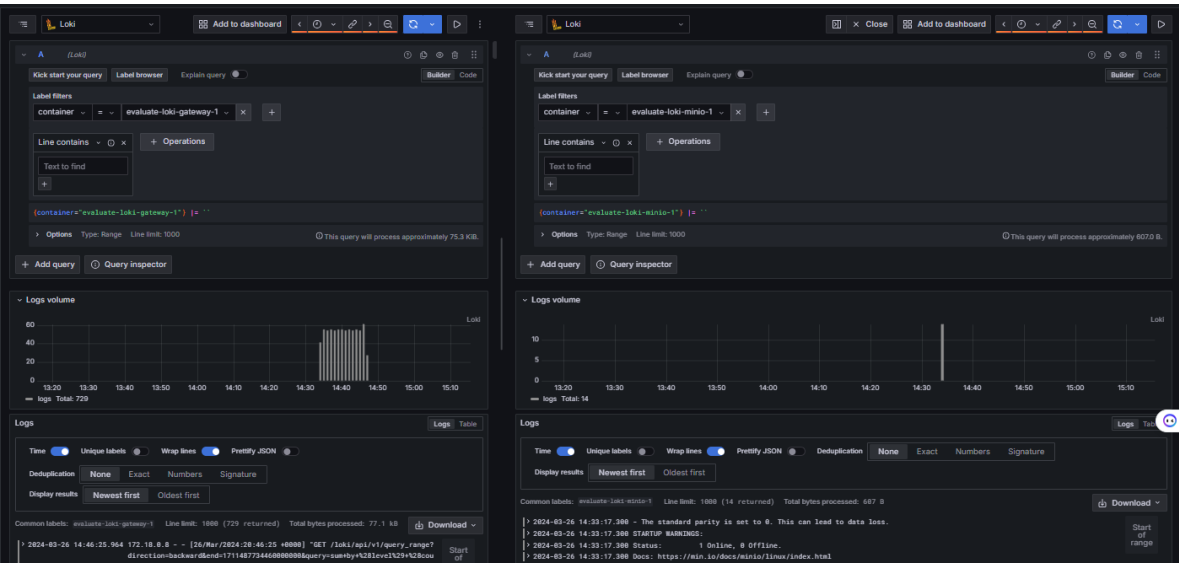 Loki
Add to dashboard
A (Loki)
Kick start your query Label browser Explain query Builder Code
Label filters
container = evaluate-loki-gateway-1
Line contains
+ Operations
Text to find
{container="evaluate-loki-gateway-1"} |= ``
Options Type: Range Line limit: 1000
This query will process approximately 75.3 KiB.
+ Add query Query inspector
Logs volume
Loki
60
40
20
0
13:20 13:30 13:40 13:50 14:00 14:10 14:20 14:30 14:40 14:50 15:00 15:10
logs Total: 729
Logs
Logs Table
Time Unique labels Wrap lines Prettify JSON
Deduplication None Exact Numbers Signature
Display results Newest first Oldest first
Common labels: evaluate-loki-gateway-1 Line limit: 1000 (729 returned) Total bytes processed: 77.1 kB
Download
2024-03-26 14:46:25.964 172.18.0.8 - - [26/Mar/2024:20:46:25 +0000] "GET /loki/api/v1/query_range?
direction=backward&end=1711487734460000000&query=sum+by+%28level%29+%28cou
Start
of
Loki
Close Add to dashboard
A (Loki)
Kick start your query Label browser Explain query Builder Code
Label filters
container = evaluate-loki-minio-1
Line contains
+ Operations
Text to find
{container="evaluate-loki-minio-1"} |= ``
Options Type: Range Line limit: 1000
This query will process approximately 607.0 B.
+ Add query Query inspector
Logs volume
Loki
10
5
0
13:20 13:30 13:40 13:50 14:00 14:10 14:20 14:30 14:40 14:50 15:00 15:10
logs Total: 14
Logs
Logs
Time Unique labels Wrap lines Prettify JSON Deduplication None Exact Numbers Signature
Display results Newest first Oldest first
Common labels: evaluate-loki-minio-1 Line limit: 1000 (14 returned) Total bytes processed: 607 B
Download
2024-03-26 14:33:17.300 - The standard parity is set to 0. This can lead to data loss.
2024-03-26 14:33:17.300 STARTUP WARNINGS:
2024-03-26 14:33:17.300 Status: 1 Online, 0 Offline.
2024-03-26 14:33:17.300 Docs: https://min.io/docs/minio/linux/index.html
Start
of
range